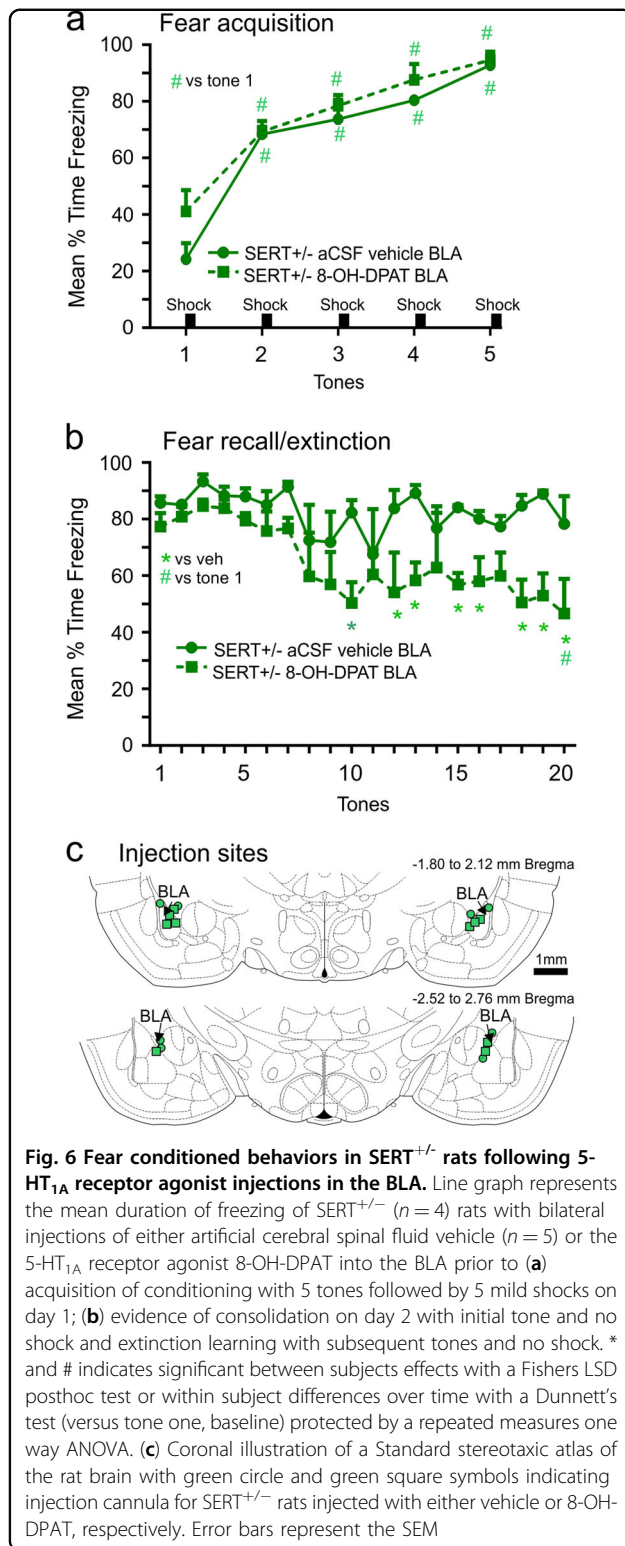 a Fear acquisition
100
80
60
40
20
0
Mean % Time Freezing
# vs tone 1
# # # #
# # # #
SERT+/- aCSF vehicle BLA
SERT+/- 8-OH-DPAT BLA
Shock Shock Shock Shock Shock
1 2 3 4 5
Tones
b Fear recall/extinction
100
80
60
40
20
0
Mean % Time Freezing
* vs veh
# vs tone 1
* * * * * * * *
#
SERT+/- aCSF vehicle BLA
SERT+/- 8-OH-DPAT BLA
1 5 10 15 20
Tones
c Injection sites
-1.80 to 2.12 mm Bregma
BLA BLA
1mm
-2.52 to 2.76 mm Bregma
BLA BLA
Fig. 6 Fear conditioned behaviors in SERT+/- rats following 5-
HT1A receptor agonist injections in the BLA. Line graph represents
the mean duration of freezing of SERT+/− (n = 4) rats with bilateral
injections of either artificial cerebral spinal fluid vehicle (n = 5) or the
5-HT1A receptor agonist 8-OH-DPAT into the BLA prior to (a)
acquisition of conditioning with 5 tones followed by 5 mild shocks on
day 1; (b) evidence of consolidation on day 2 with initial tone and no
shock and extinction learning with subsequent tones and no shock. *
and # indicates significant between subjects effects with a Fishers LSD
posthoc test or within subject differences over time with a Dunnett's
test (versus tone one, baseline) protected by a repeated measures one
way ANOVA. (c) Coronal illustration of a Standard stereotaxic atlas of
the rat brain with green circle and green square symbols indicating
injection cannula for SERT+/− rats injected with either vehicle or 8-OH-
DPAT, respectively. Error bars represent the SEM